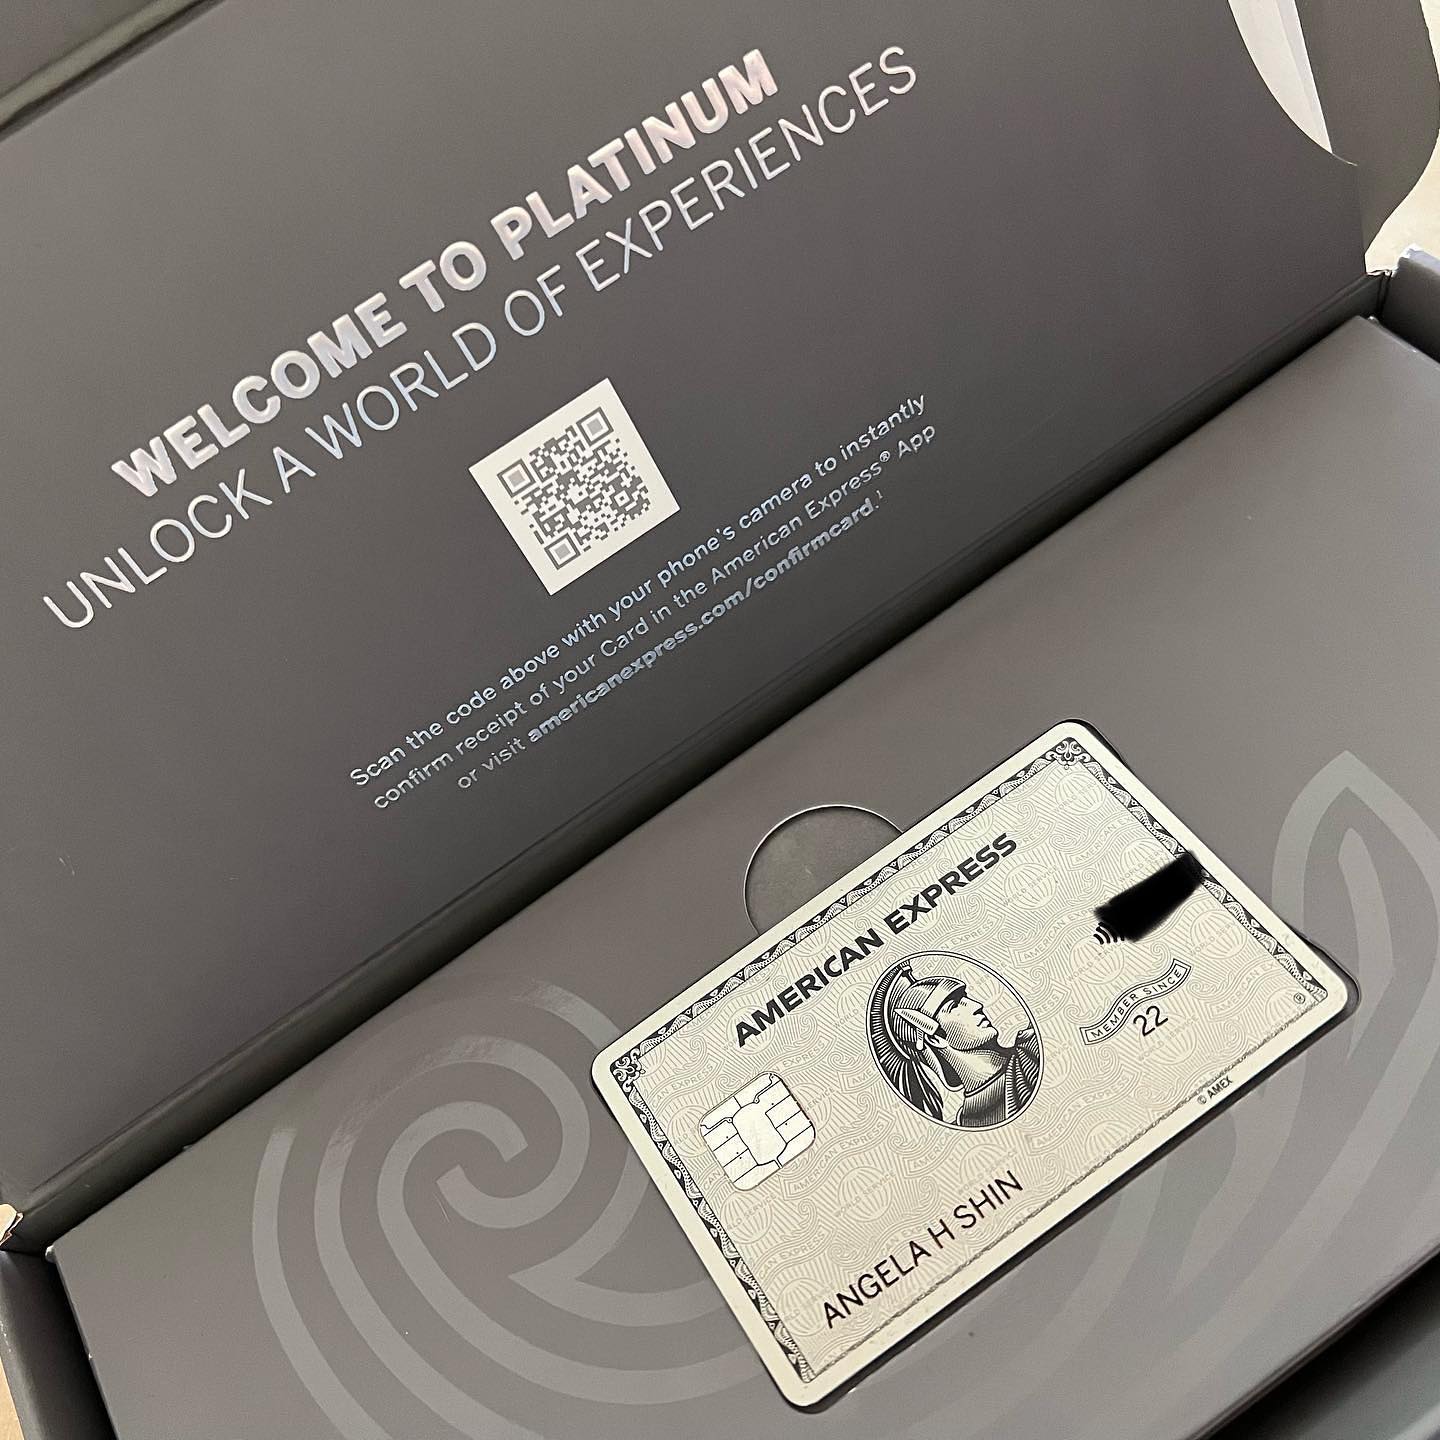 WELCOME TO PLATINUM
UNLOCK A WORLD OF EXPERIENCES
Scan the code above with your phone's camera to instantly
confirm receipt of your Card in the American Express® App
or visit americanexpress.com/confirmcard.¹
AMERICAN EXPRESS
MEMBER SINCE
22
®
© AMEX
ANGELA H SHIN